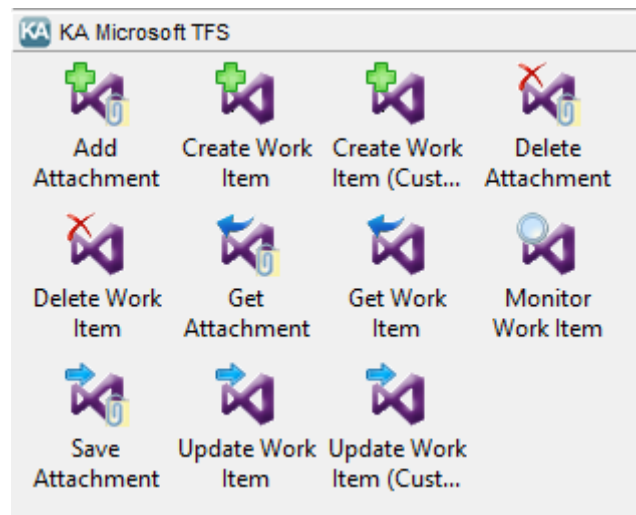 KA KA Microsoft TFS
Add Create Work Create Work Delete
Attachment Item Item (Cust... Attachment
Delete Work Get Get Work Monitor
Item Attachment Item Work Item
Save Update Work Update Work
Attachment Item Item (Cust...